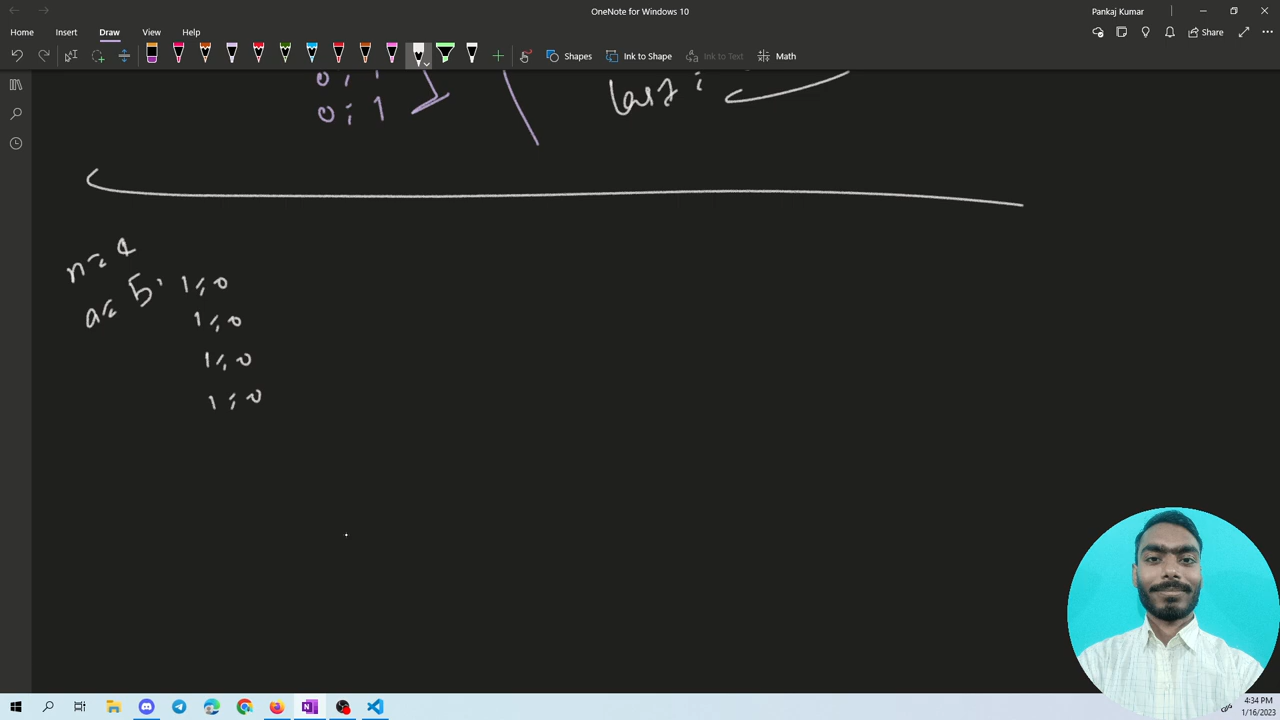 OneNote for Windows 10
Pankaj Kumar
Home
Insert
Draw
View
Help
Shapes
Ink to Shape
Ink to Text
Math
Share
0 ; 1
last :
n = 4
a = 5 : 1 ; 0
1 ; 0
1 ; 0
1 ; 0
4:34 PM
1/16/2023